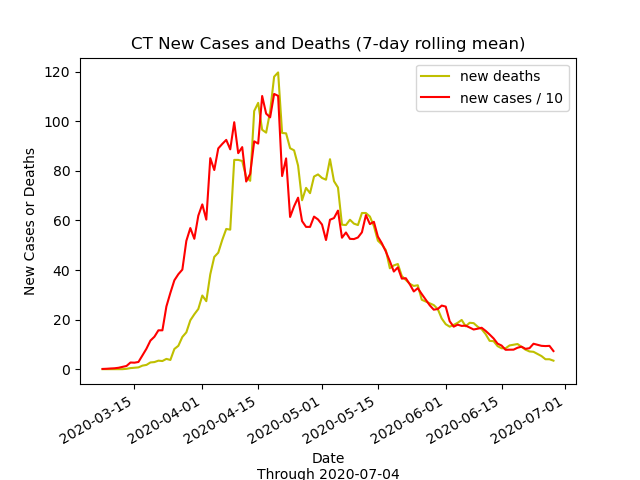 CT New Cases and Deaths (7-day rolling mean)
new deaths
new cases / 10
New Cases or Deaths
120
100
80
60
40
20
0
2020-03-15
2020-04-01
2020-04-15
2020-05-01
2020-05-15
2020-06-01
2020-06-15
2020-07-01
Date
Through 2020-07-04